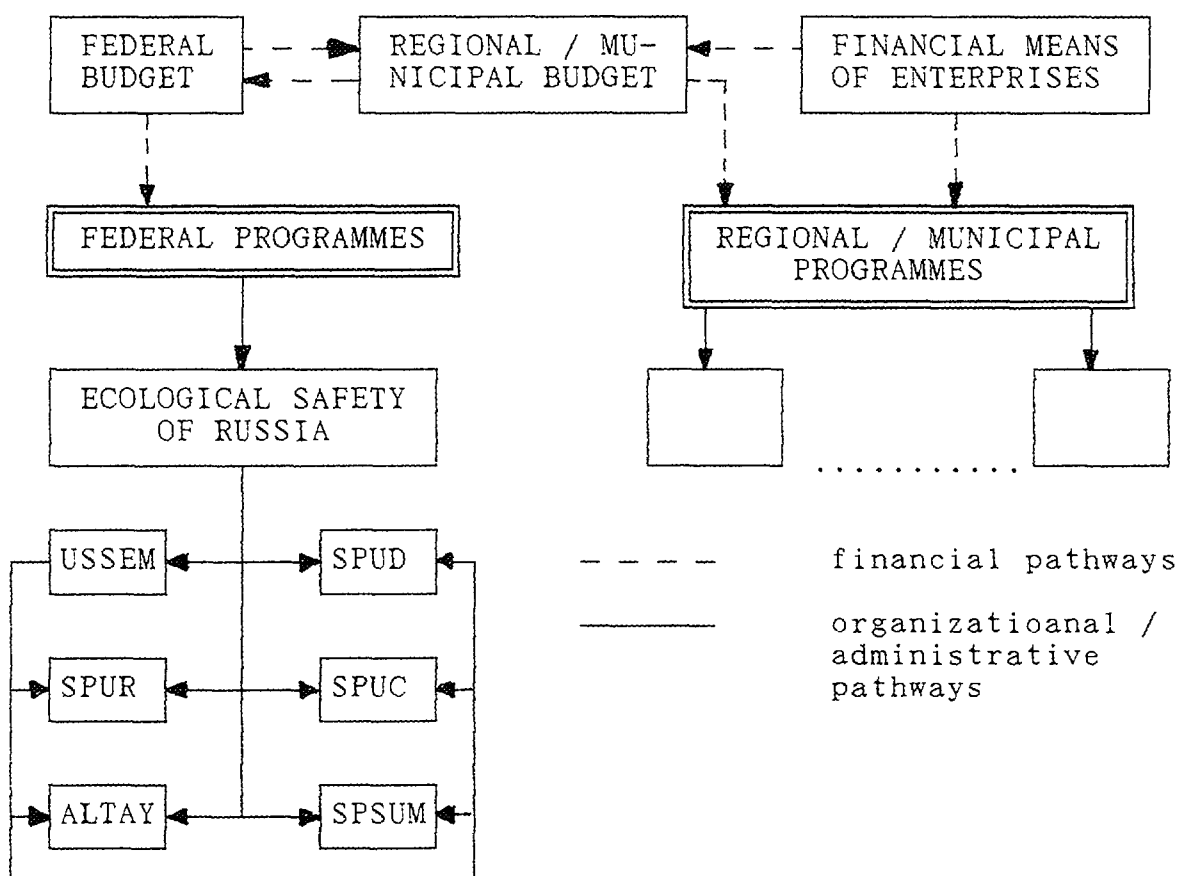 FEDERAL
BUDGET
REGIONAL / MU-
NICIPAL BUDGET
FINANCIAL MEANS
OF ENTERPRISES
FEDERAL PROGRAMMES
REGIONAL / MUNICIPAL
PROGRAMMES
ECOLOGICAL SAFETY
OF RUSSIA
USSEM
SPUD
SPUR
SPUC
ALTAY
SPSUM
financial pathways
organizatioanal /
administrative
pathways